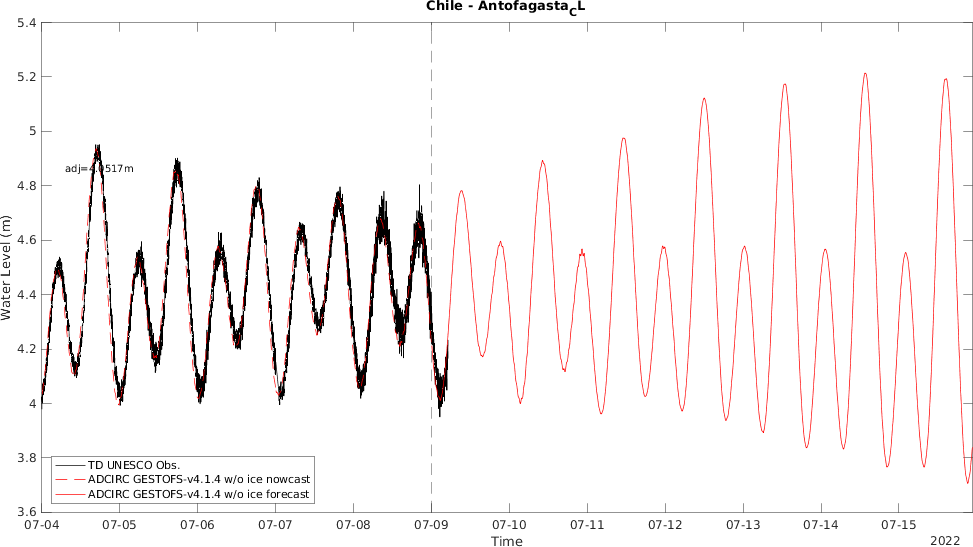 Chile - Antofagasta_CL
5.4
5.2
5
4.8
4.6
4.4
4.2
4
3.8
3.6
Water Level (m)
adj=4.0517m
TD UNESCO Obs.
ADCIRC GESTOFS-v4.1.4 w/o ice nowcast
ADCIRC GESTOFS-v4.1.4 w/o ice forecast
07-04 07-05 07-06 07-07 07-08 07-09 07-10 07-11 07-12 07-13 07-14 07-15
Time
2022